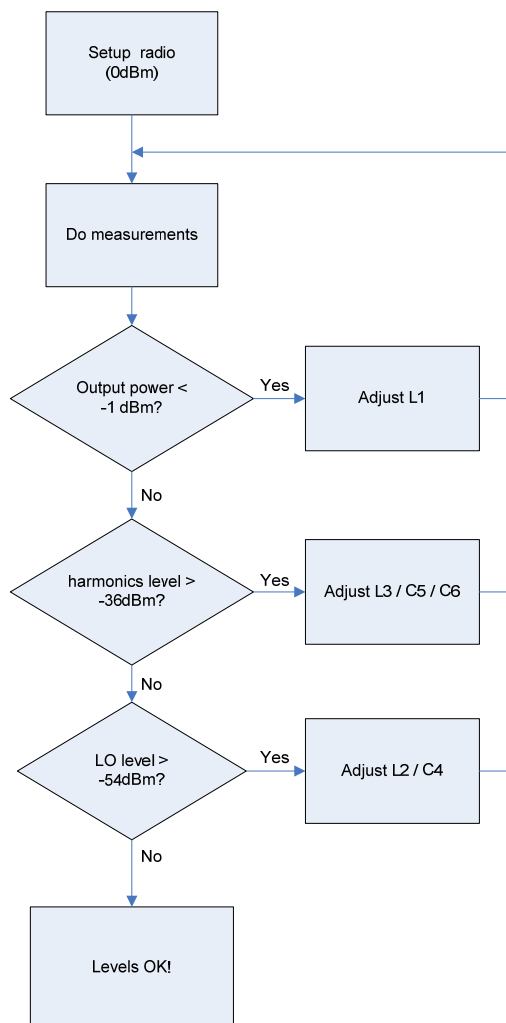 Setup radio
(0dBm)
Do measurements
Output power <
-1 dBm?
Yes
Adjust L1
No
harmonics level >
-36dBm?
Yes
Adjust L3 / C5 / C6
No
LO level >
-54dBm?
Yes
Adjust L2 / C4
No
Levels OK!